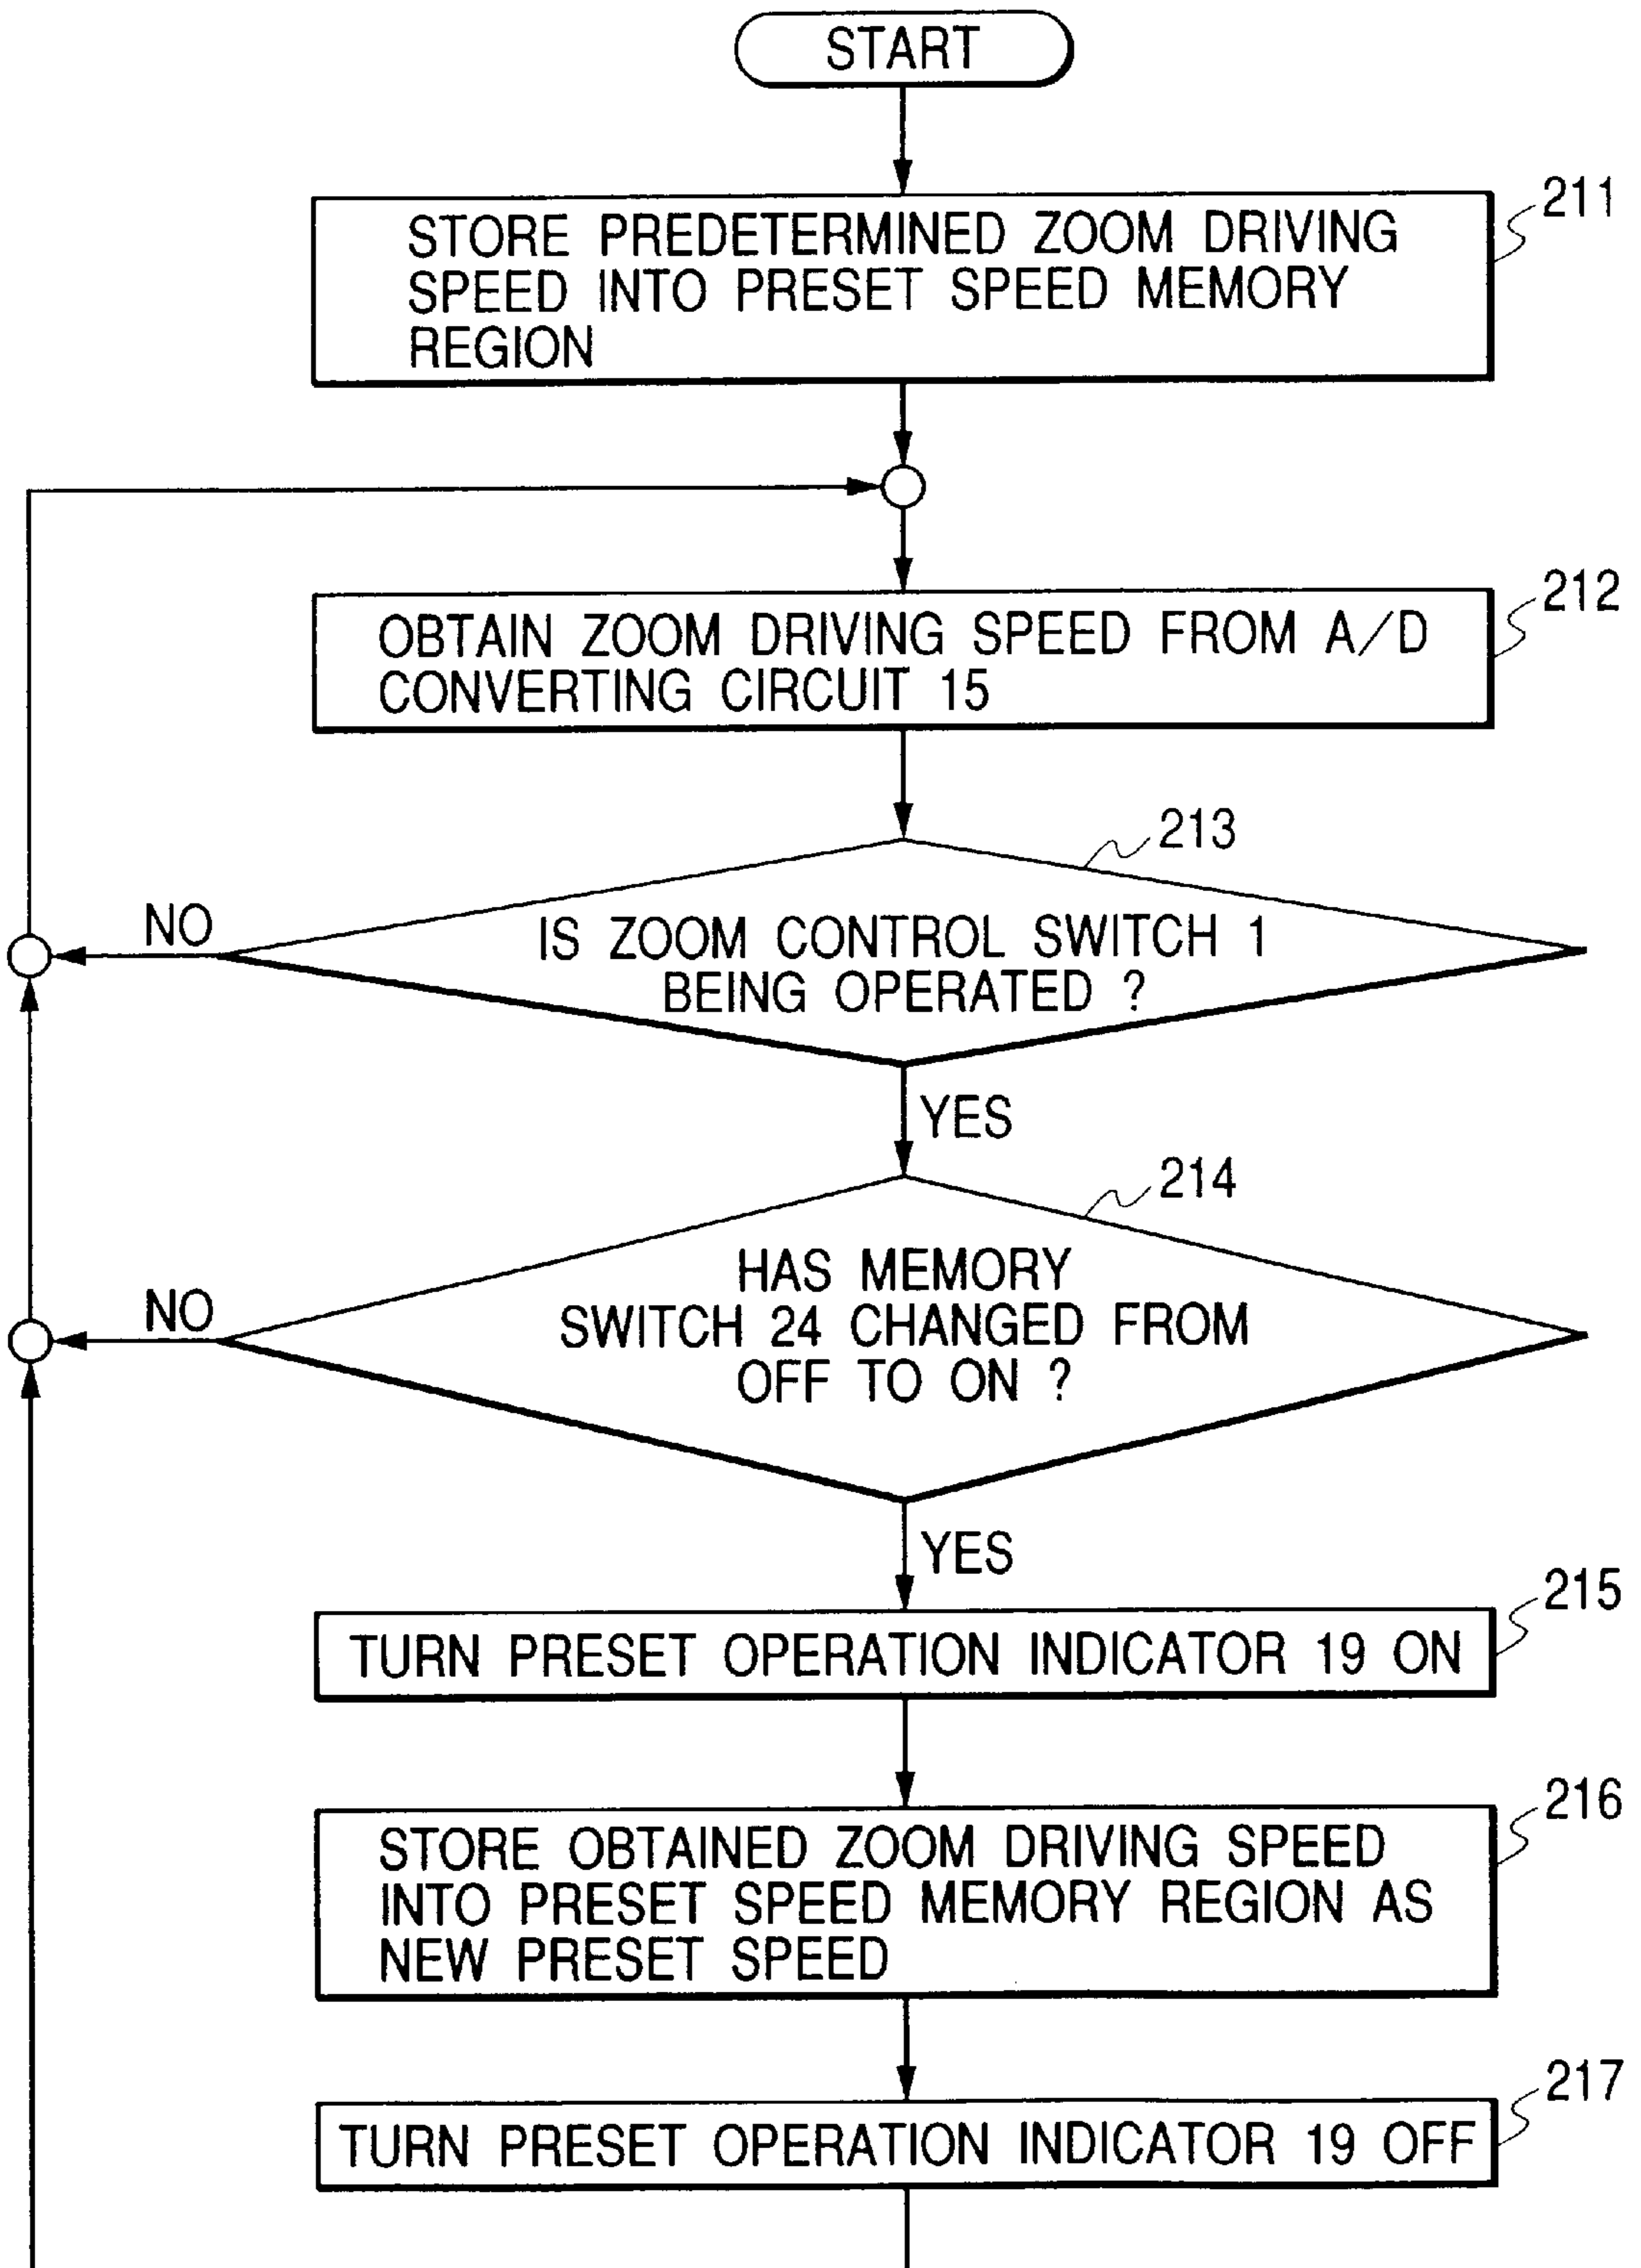 START
211
STORE PREDETERMINED ZOOM DRIVING
SPEED INTO PRESET SPEED MEMORY
REGION
212
OBTAIN ZOOM DRIVING SPEED FROM A/D
CONVERTING CIRCUIT 15
213
NO
IS ZOOM CONTROL SWITCH 1
BEING OPERATED ?
YES
214
HAS MEMORY
NO
SWITCH 24 CHANGED FROM
OFF TO ON ?
YES
215
TURN PRESET OPERATION INDICATOR 19 ON
216
STORE OBTAINED ZOOM DRIVING SPEED
INTO PRESET SPEED MEMORY REGION AS
NEW PRESET SPEED
217
TURN PRESET OPERATION INDICATOR 19 OFF